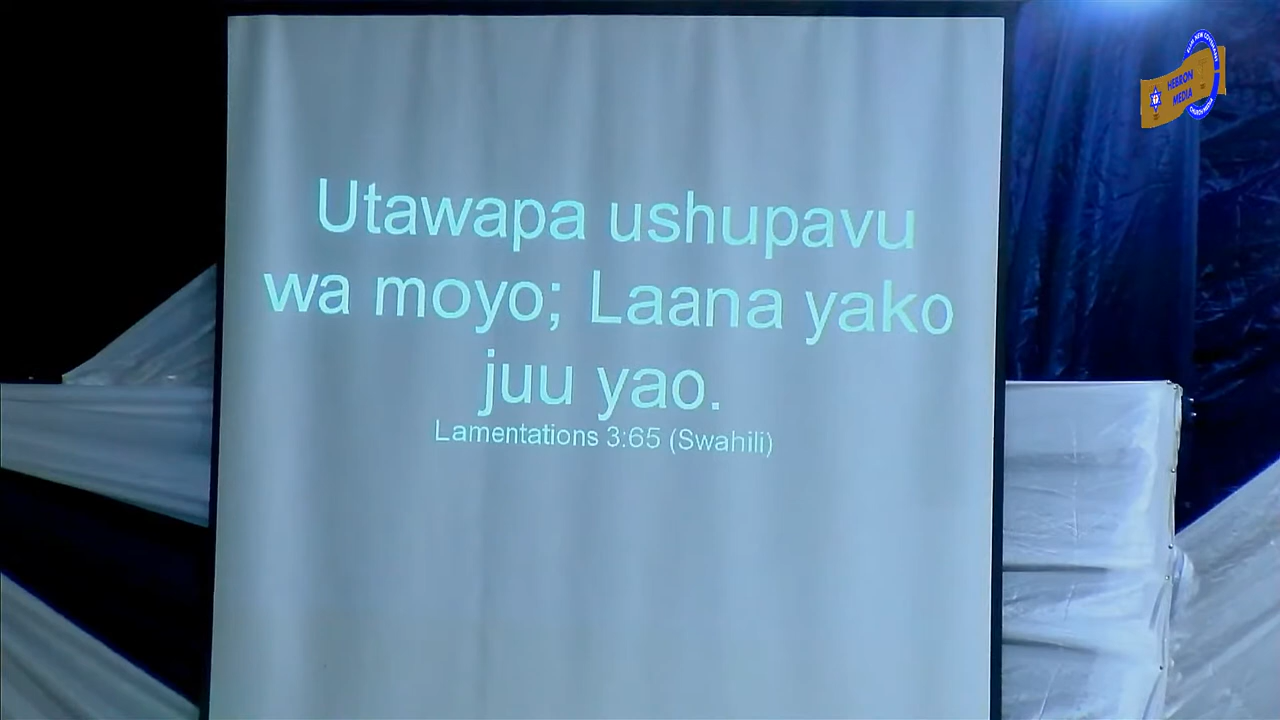 Utawapa ushupavu
wa moyo; Laana yako
juu yao.
Lamentations 3:65 (Swahili)
HEBRON
MEDIA